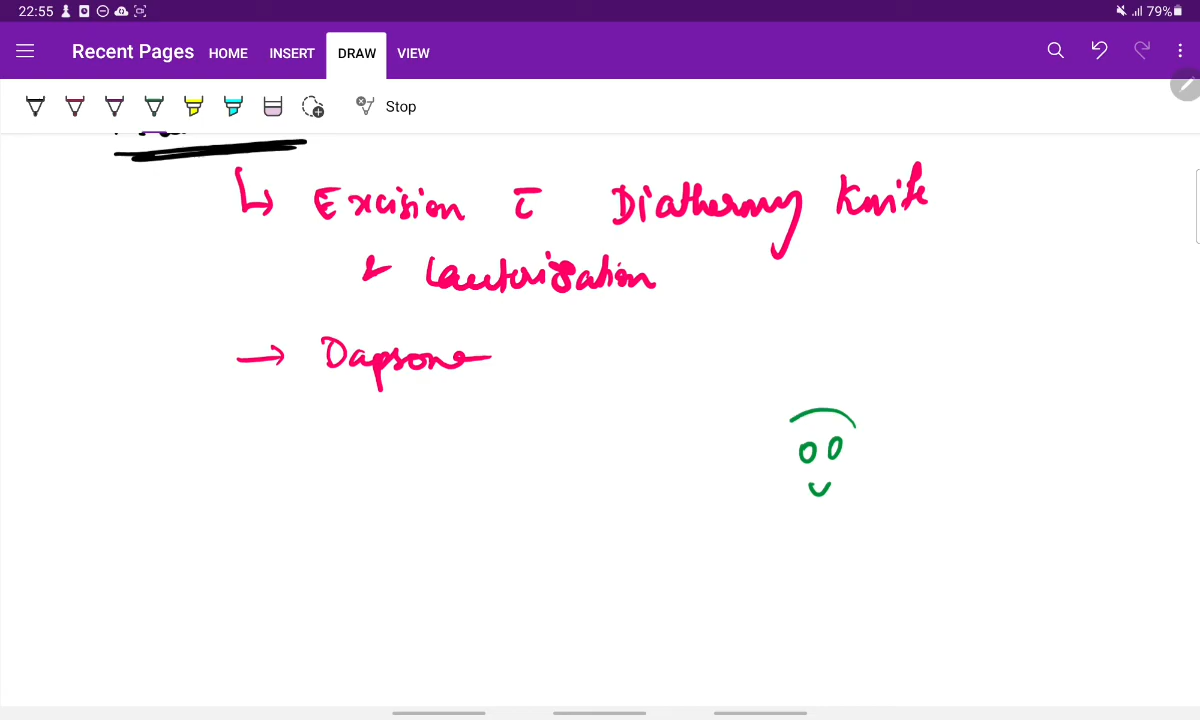 22:55 79%
Recent Pages HOME INSERT DRAW VIEW
Stop
↳ Excision c̄ Diathermy Knife
& Cauterisation
→ Dapsone